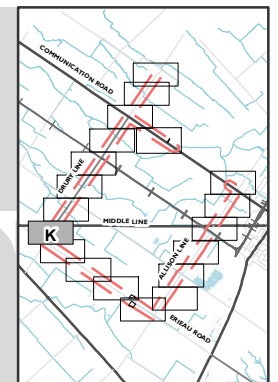 COMMUNICATION ROAD
DRURY LINE
MIDDLE LINE
K
ALLISON LINE
ERIEAU ROAD